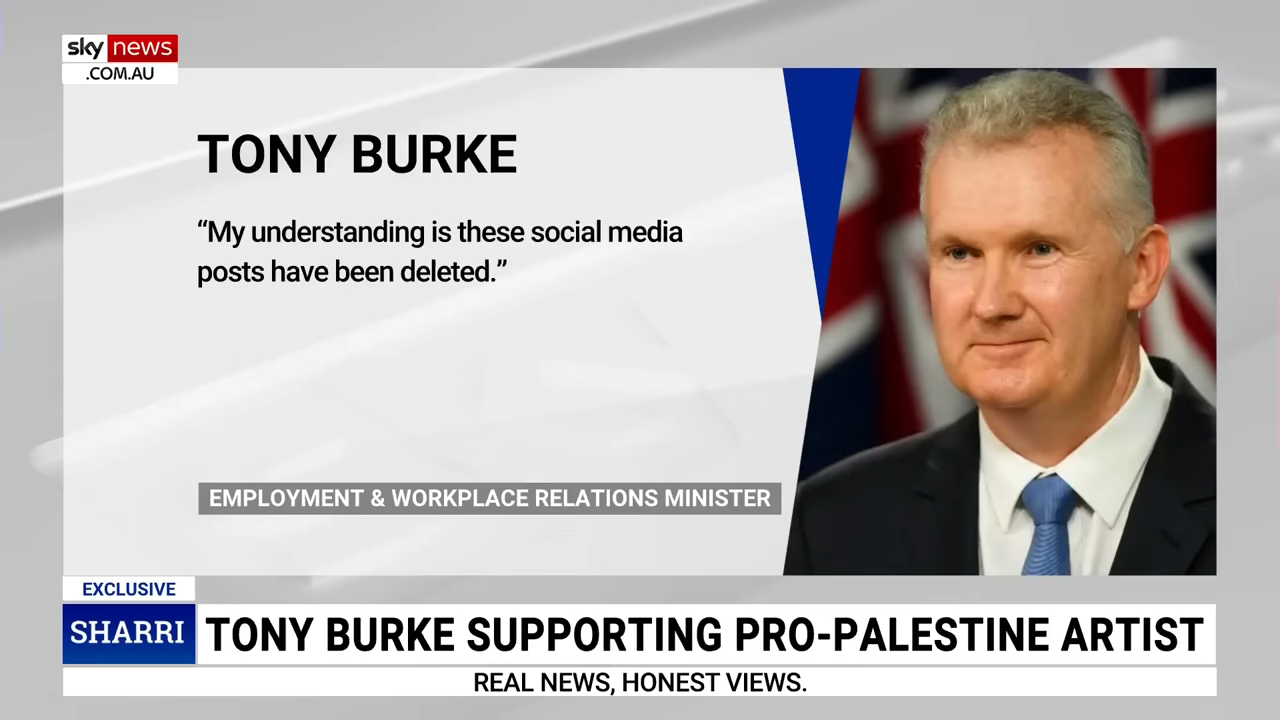 sky news
.COM.AU
TONY BURKE
“My understanding is these social media
posts have been deleted.”
EMPLOYMENT & WORKPLACE RELATIONS MINISTER
EXCLUSIVE
SHARRI
TONY BURKE SUPPORTING PRO-PALESTINE ARTIST
REAL NEWS, HONEST VIEWS.